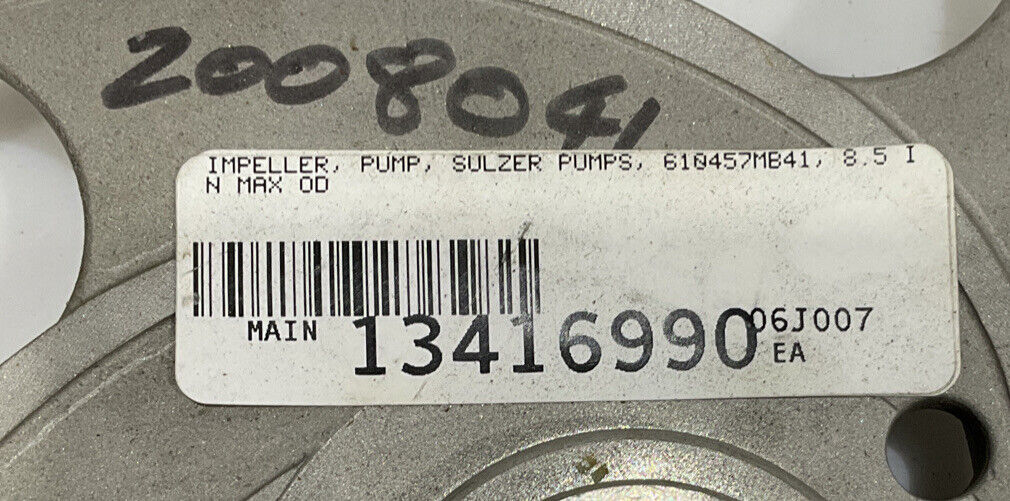 2008041
IMPELLER, PUMP, SULZER PUMPS, 610457MB41, 8.5 I
N MAX OD
MAIN 13416990 06J007
EA